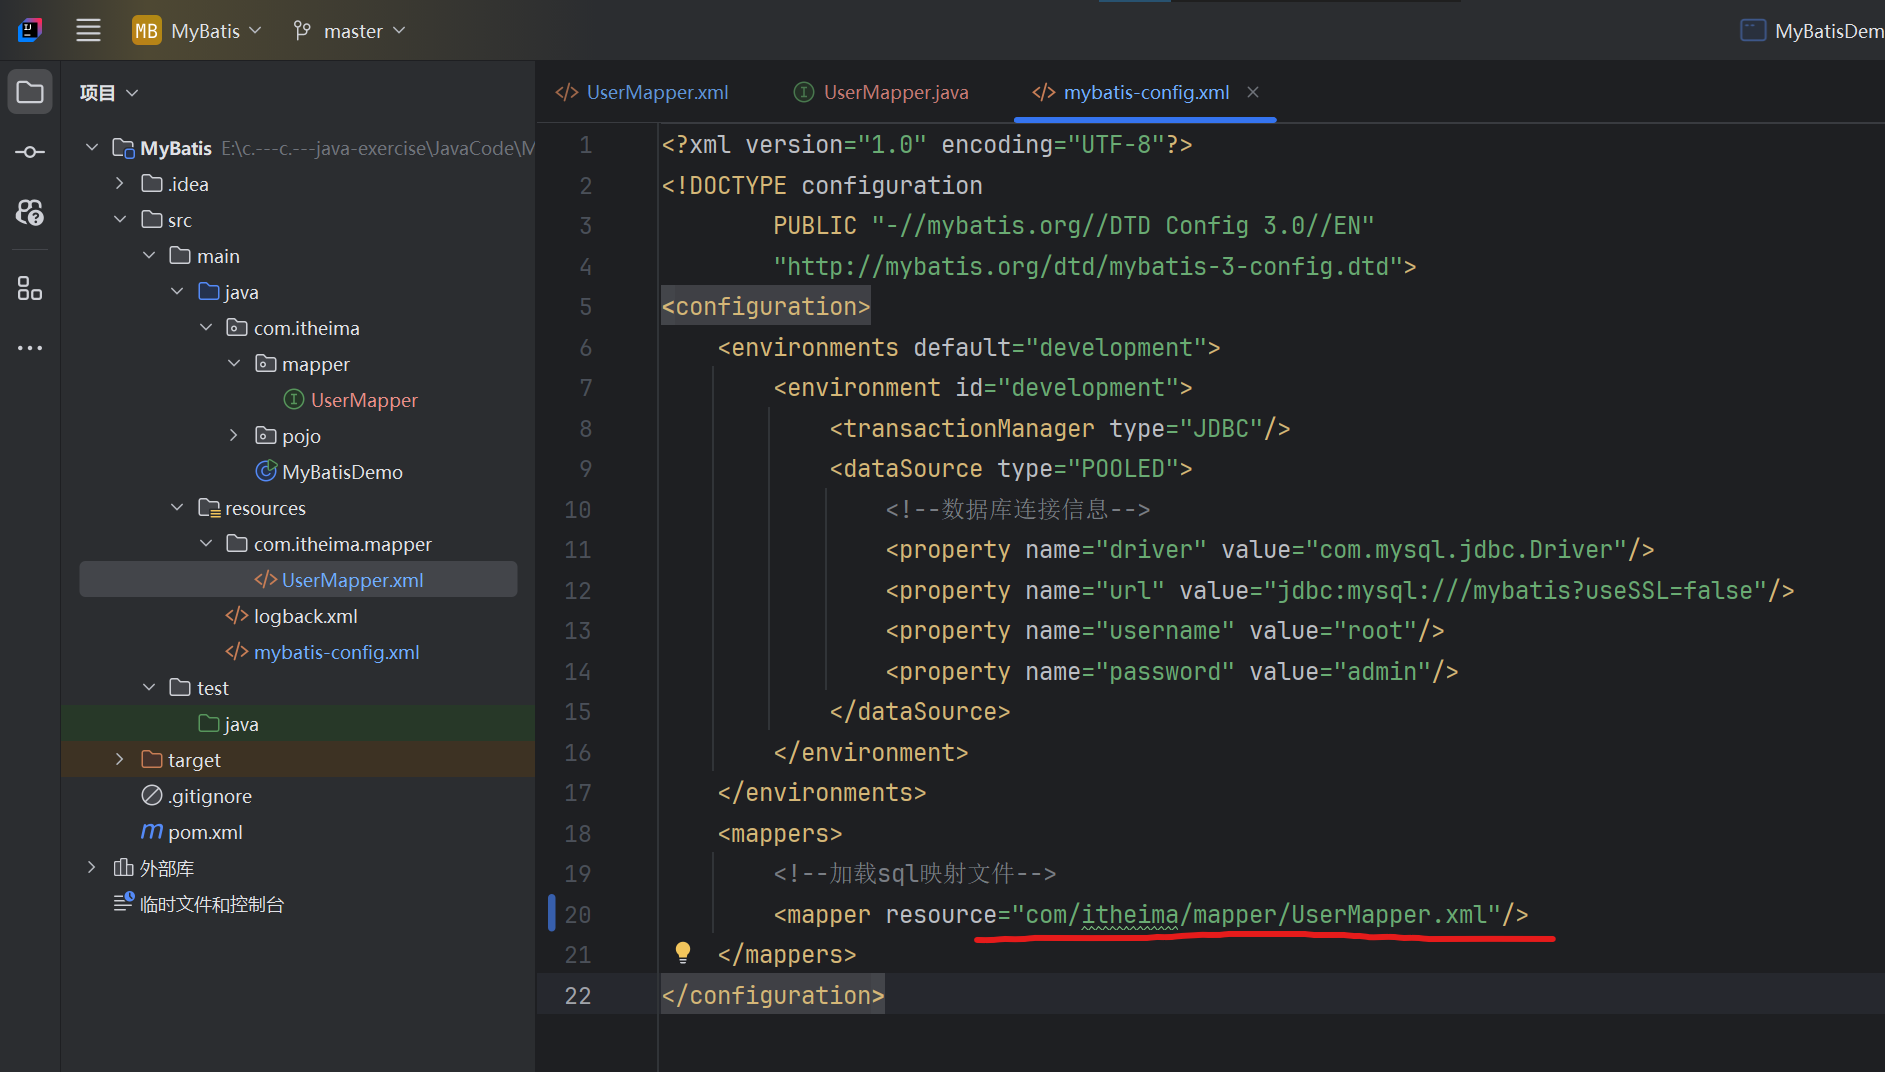 MB MyBatis master MyBatisDem
项目
MyBatis E:\c.---c.---java-exercise\JavaCode\M
.idea
src
main
java
com.itheima
mapper
UserMapper
pojo
MyBatisDemo
resources
com.itheima.mapper
UserMapper.xml
logback.xml
mybatis-config.xml
test
java
target
.gitignore
pom.xml
外部库
临时文件和控制台
UserMapper.xml UserMapper.java mybatis-config.xml
1 <?xml version="1.0" encoding="UTF-8"?>
2 <!DOCTYPE configuration
3 PUBLIC "-//mybatis.org//DTD Config 3.0//EN"
4 "http://mybatis.org/dtd/mybatis-3-config.dtd">
5 <configuration>
6 <environments default="development">
7 <environment id="development">
8 <transactionManager type="JDBC"/>
9 <dataSource type="POOLED">
10 <!--数据库连接信息-->
11 <property name="driver" value="com.mysql.jdbc.Driver"/>
12 <property name="url" value="jdbc:mysql:///mybatis?useSSL=false"/>
13 <property name="username" value="root"/>
14 <property name="password" value="admin"/>
15 </dataSource>
16 </environment>
17 </environments>
18 <mappers>
19 <!--加载sql映射文件-->
20 <mapper resource="com/itheima/mapper/UserMapper.xml"/>
21 </mappers>
22 </configuration>